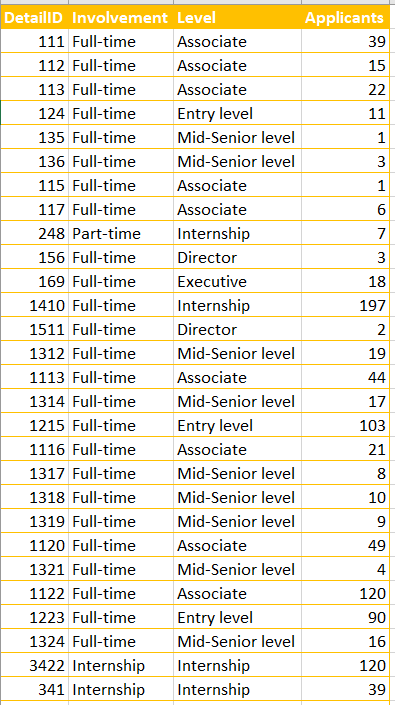 DetailID Involvement Level Applicants
111 Full-time Associate 39
112 Full-time Associate 15
113 Full-time Associate 22
124 Full-time Entry level 11
135 Full-time Mid-Senior level 1
136 Full-time Mid-Senior level 3
115 Full-time Associate 1
117 Full-time Associate 6
248 Part-time Internship 7
156 Full-time Director 3
169 Full-time Executive 18
1410 Full-time Internship 197
1511 Full-time Director 2
1312 Full-time Mid-Senior level 19
1113 Full-time Associate 44
1314 Full-time Mid-Senior level 17
1215 Full-time Entry level 103
1116 Full-time Associate 21
1317 Full-time Mid-Senior level 8
1318 Full-time Mid-Senior level 10
1319 Full-time Mid-Senior level 9
1120 Full-time Associate 49
1321 Full-time Mid-Senior level 4
1122 Full-time Associate 120
1223 Full-time Entry level 90
1324 Full-time Mid-Senior level 16
3422 Internship Internship 120
341 Internship Internship 39